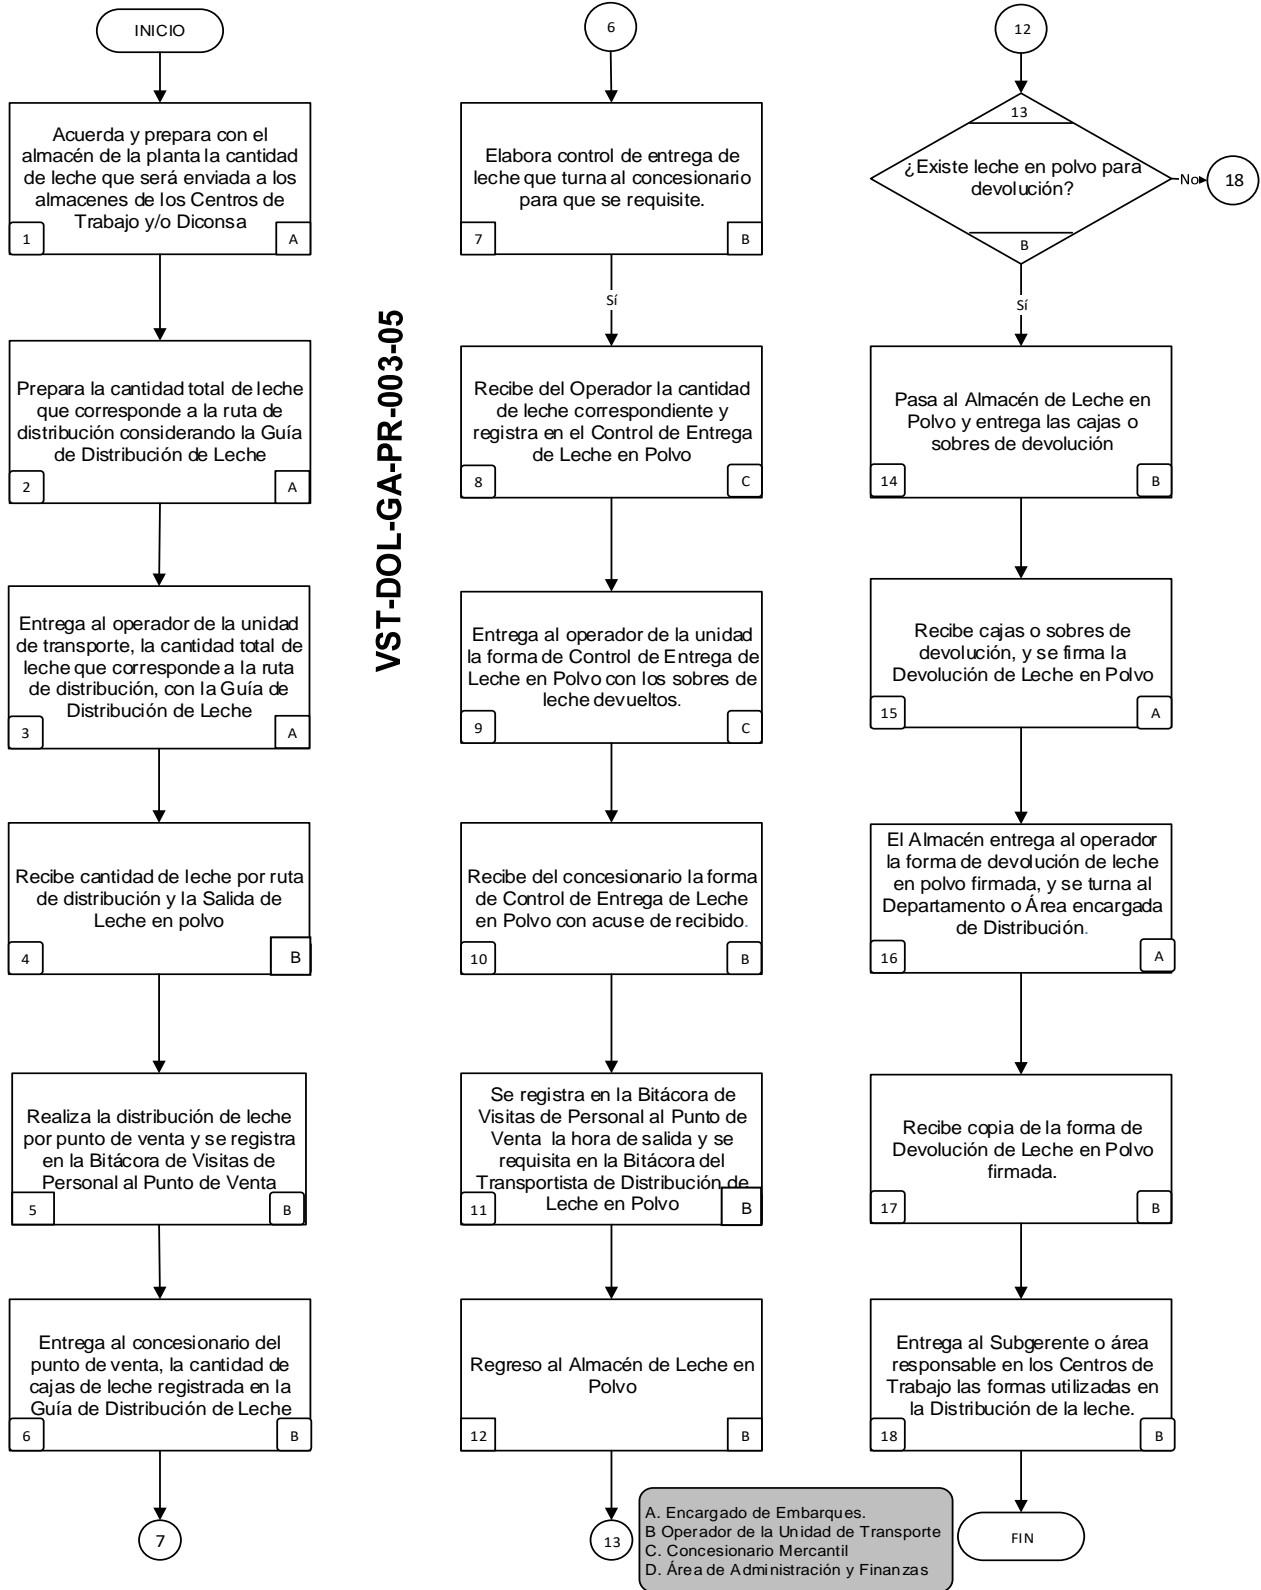 INICIO
Acuerda y prepara con el
almacén de la planta la cantidad
de leche que será enviada a los
almacenes de los Centros de
Trabajo y/o Diconsa
1
A
Prepara la cantidad total de leche
que corresponde a la ruta de
distribución considerando la Guía
de Distribución de Leche
2
A
Entrega al operador de la unidad
de transporte, la cantidad total de
leche que corresponde a la ruta
de distribución, con la Guía de
Distribución de Leche
3
A
Recibe cantidad de leche por ruta
de distribución y la Salida de
Leche en polvo
4
B
Realiza la distribución de leche
por punto de venta y se registra
en la Bitácora de Visitas de
Personal al Punto de Venta
5
B
Entrega al concesionario del
punto de venta, la cantidad de
cajas de leche registrada en la
Guía de Distribución de Leche
6
B
7
VST-DOL-GA-PR-003-05
6
Elabora control de entrega de
leche que turna al concesionario
para que se requisite.
7
B
Sí
Recibe del Operador la cantidad
de leche correspondiente y
registra en el Control de Entrega
de Leche en Polvo
8
C
Entrega al operador de la unidad
la forma de Control de Entrega de
Leche en Polvo con los sobres de
leche devueltos.
9
C
Recibe del concesionario la forma
de Control de Entrega de Leche
en Polvo con acuse de recibido.
10
B
Se registra en la Bitácora de
Visitas de Personal al Punto de
Venta la hora de salida y se
requisita en la Bitácora del
Transportista de Distribución de
Leche en Polvo
11
B
Regreso al Almacén de Leche en
Polvo
12
B
13
12
13
¿Existe leche en polvo para
devolución?
B
No
18
Sí
Pasa al Almacén de Leche en
Polvo y entrega las cajas o
sobres de devolución
14
B
Recibe cajas o sobres de
devolución, y se firma la
Devolución de Leche en Polvo
15
A
El Almacén entrega al operador
la forma de devolución de leche
en polvo firmada, y se turna al
Departamento o Área encargada
de Distribución.
16
A
Recibe copia de la forma de
Devolución de Leche en Polvo
firmada.
17
B
Entrega al Subgerente o área
responsable en los Centros de
Trabajo las formas utilizadas en
la Distribución de la leche.
18
B
FIN
A. Encargado de Embarques.
B Operador de la Unidad de Transporte
C. Concesionario Mercantil
D. Área de Administración y Finanzas